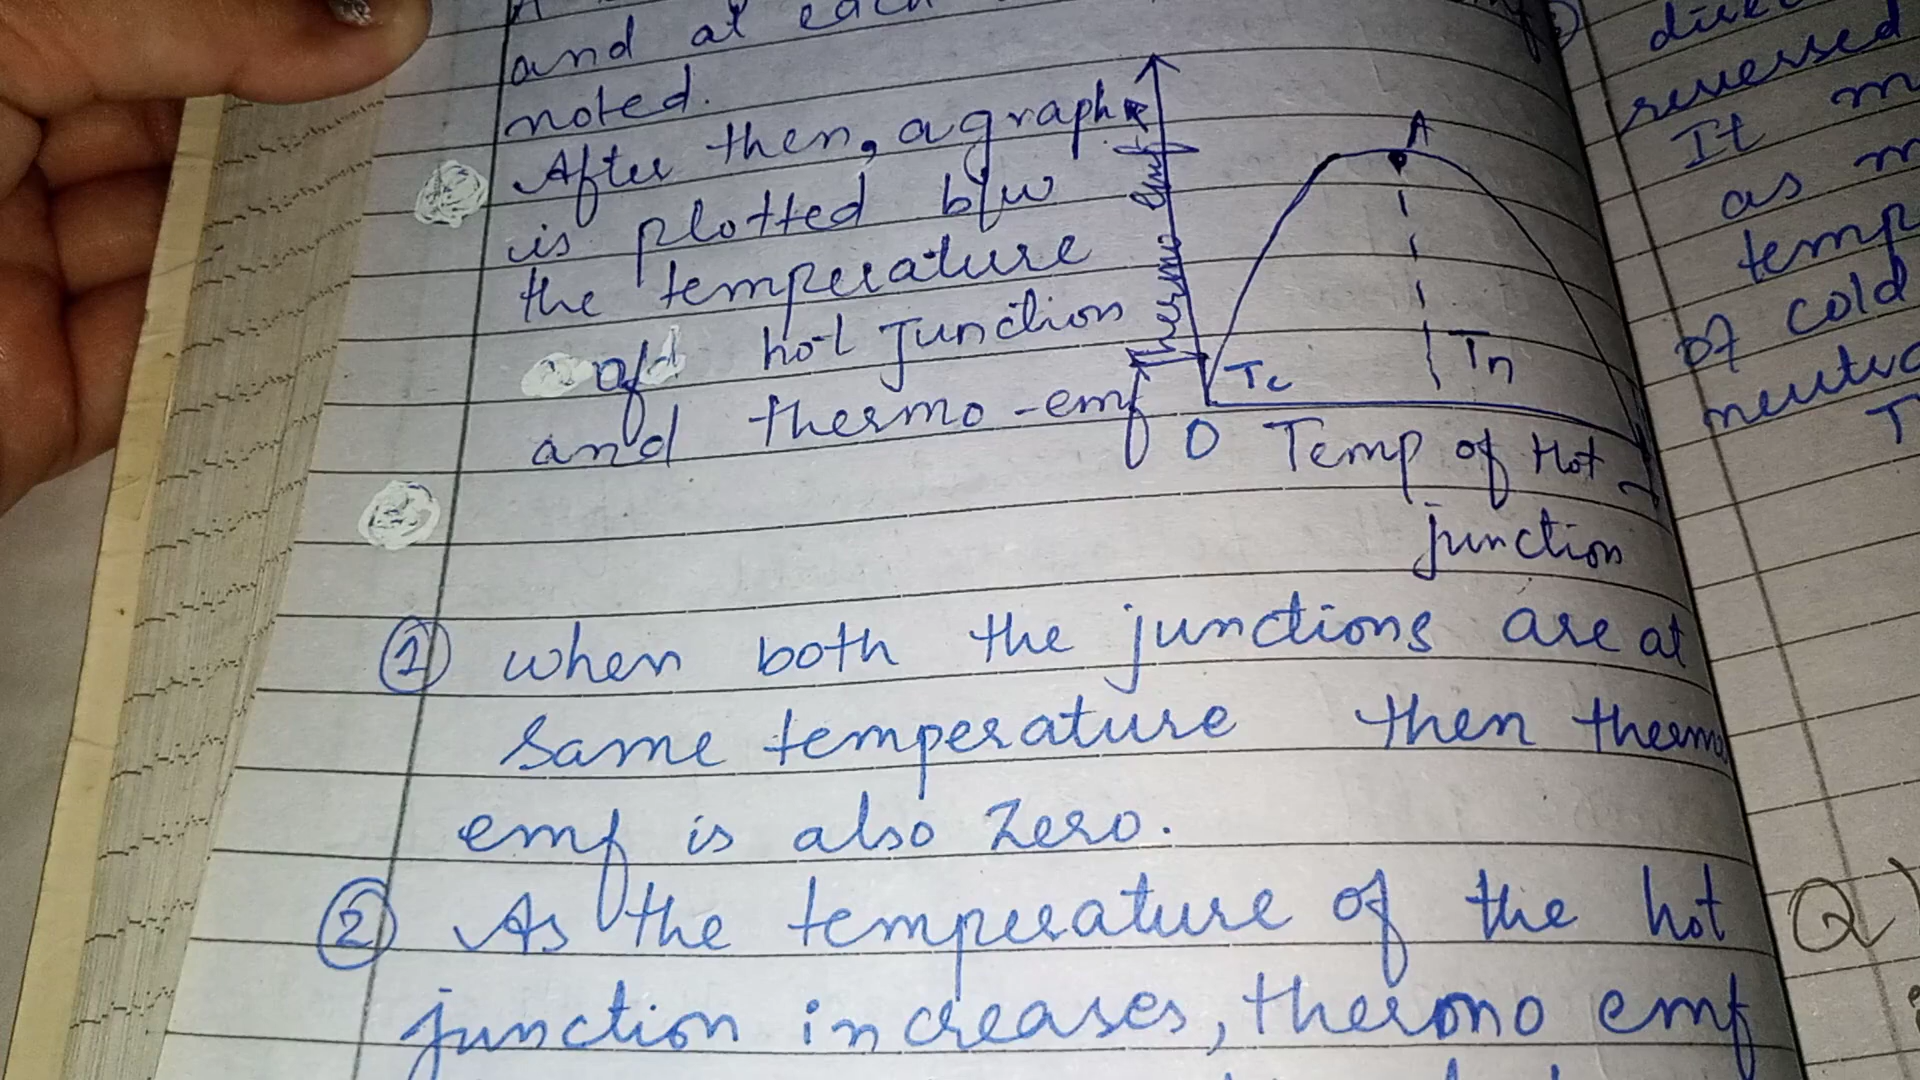 and at each
noted.
After then, a graph
is plotted b/w
the temperature
of hot Junction
and thermo-emf
Thermo emf
A
Tc
Tn
O Temp of Hot
junction
① when both the junctions are at
same temperature then thermo
emf is also zero.
② As the temperature of the hot
junction increases, thermo emf
reversed
It m
as m
temp
of cold
T
Q